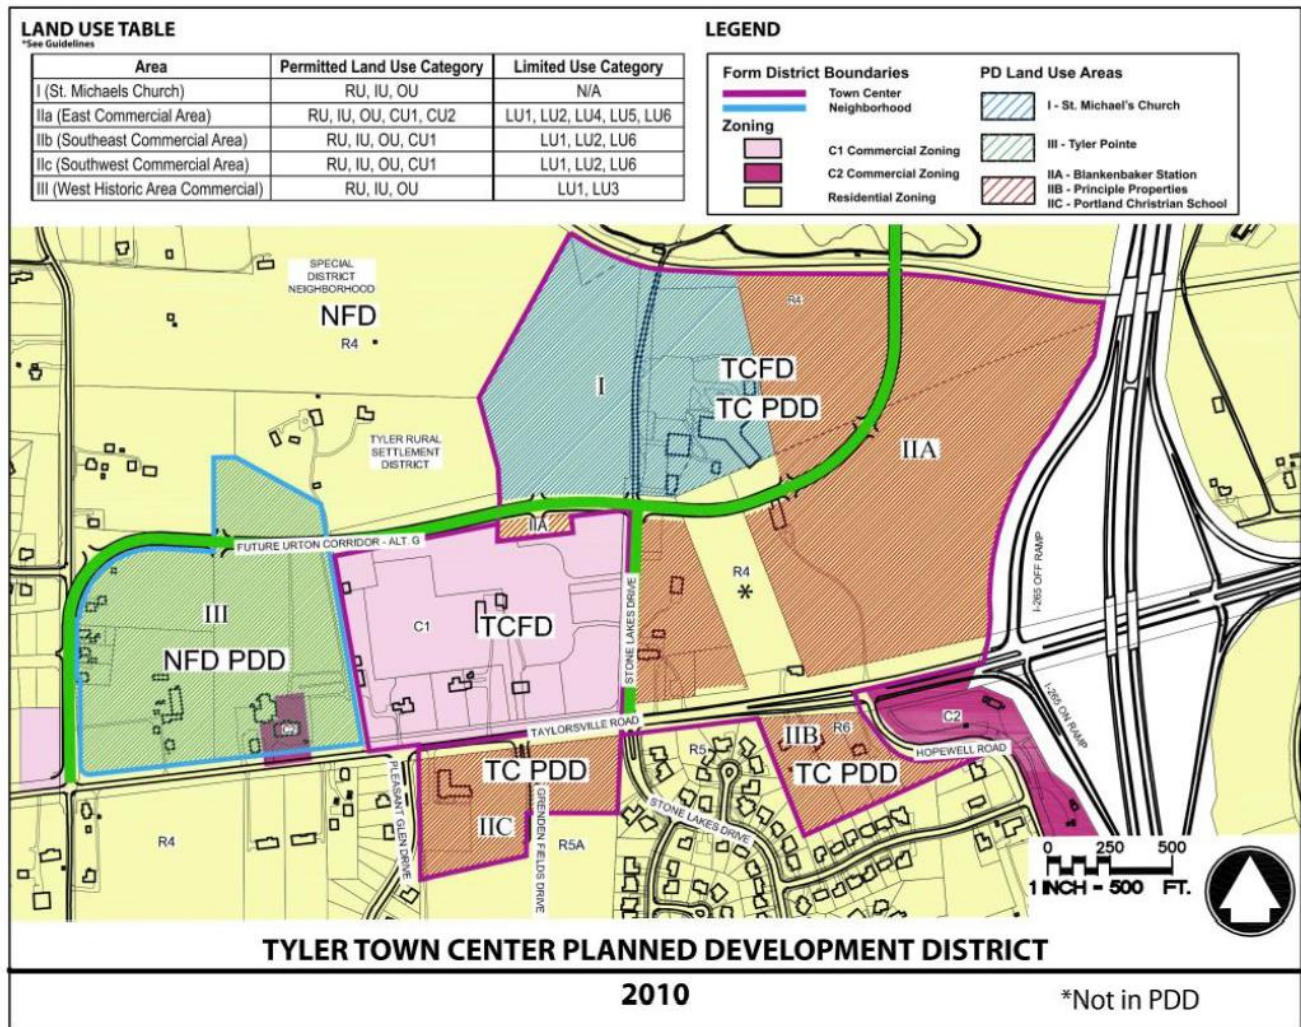 LAND USE TABLE
*See Guidelines
Area Permitted Land Use Category Limited Use Category
I (St. Michaels Church) RU, IU, OU N/A
IIa (East Commercial Area) RU, IU, OU, CU1, CU2 LU1, LU2, LU4, LU5, LU6
IIb (Southeast Commercial Area) RU, IU, OU, CU1 LU1, LU2, LU6
IIc (Southwest Commercial Area) RU, IU, OU, CU1 LU1, LU2, LU6
III (West Historic Area Commercial) RU, IU, OU LU1, LU3
LEGEND
Form District Boundaries
Town Center
Neighborhood
Zoning
C1 Commercial Zoning
C2 Commercial Zoning
Residential Zoning
PD Land Use Areas
I - St. Michael's Church
III - Tyler Pointe
IIA - Blankenbaker Station
IIB - Principle Properties
IIC - Portland Christian School
SPECIAL
DISTRICT
NEIGHBORHOOD
NFD
R4
R4
I
TCFD
TC PDD
TYLER RURAL
SETTLEMENT
DISTRICT
IIA
IIA
FUTURE URTON CORRIDOR - ALT. G
I-265 OFF RAMP
R4
*
III
NFD PDD
C1
TCFD
STONE LAKES DRIVE
C2
TAYLORSVILLE ROAD
I-265 ON RAMP
C2
IIB
R6
HOPEWELL ROAD
TC PDD
R5
TC PDD
PLEASANT GLEN DRIVE
GRENDEN FIELDS DRIVE
STONE LAKES DRIVE
IIC
R4
R5A
0 250 500
1 INCH - 500 FT.
TYLER TOWN CENTER PLANNED DEVELOPMENT DISTRICT
2010
*Not in PDD